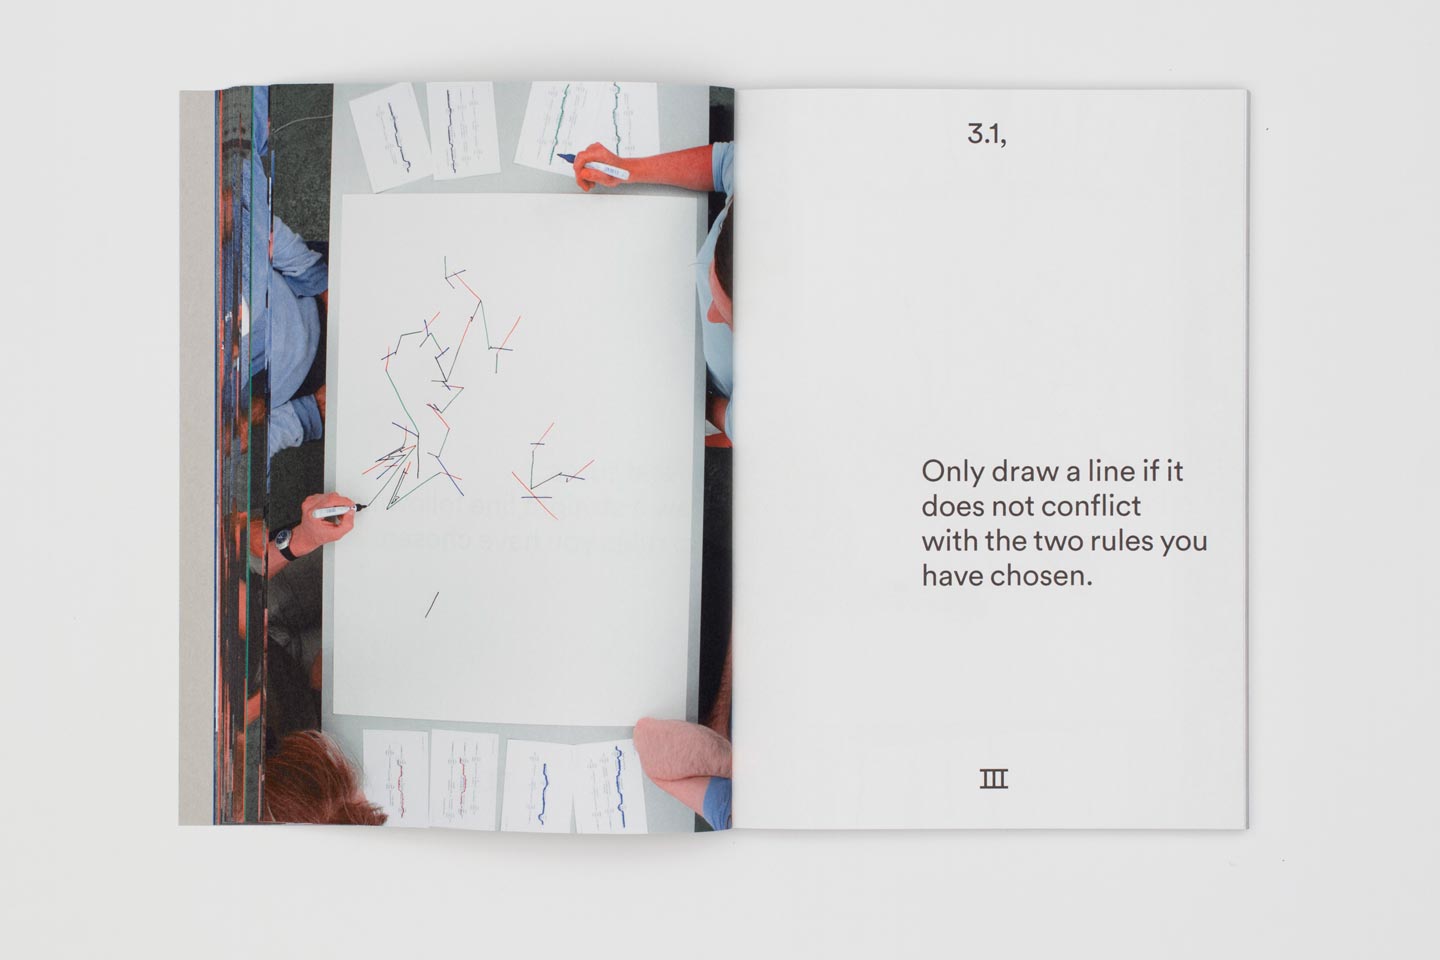 3.1,
Only draw a line if it
does not conflict
with the two rules you
have chosen.
III